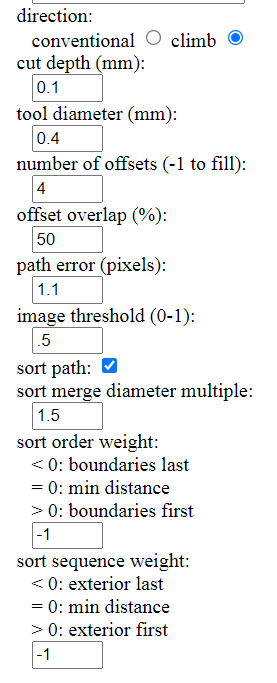 direction:
conventional climb
cut depth (mm):
0.1
tool diameter (mm):
0.4
number of offsets (-1 to fill):
4
offset overlap (%):
50
path error (pixels):
1.1
image threshold (0-1):
.5
sort path:
sort merge diameter multiple:
1.5
sort order weight:
< 0: boundaries last
= 0: min distance
> 0: boundaries first
-1
sort sequence weight:
< 0: exterior last
= 0: min distance
> 0: exterior first
-1